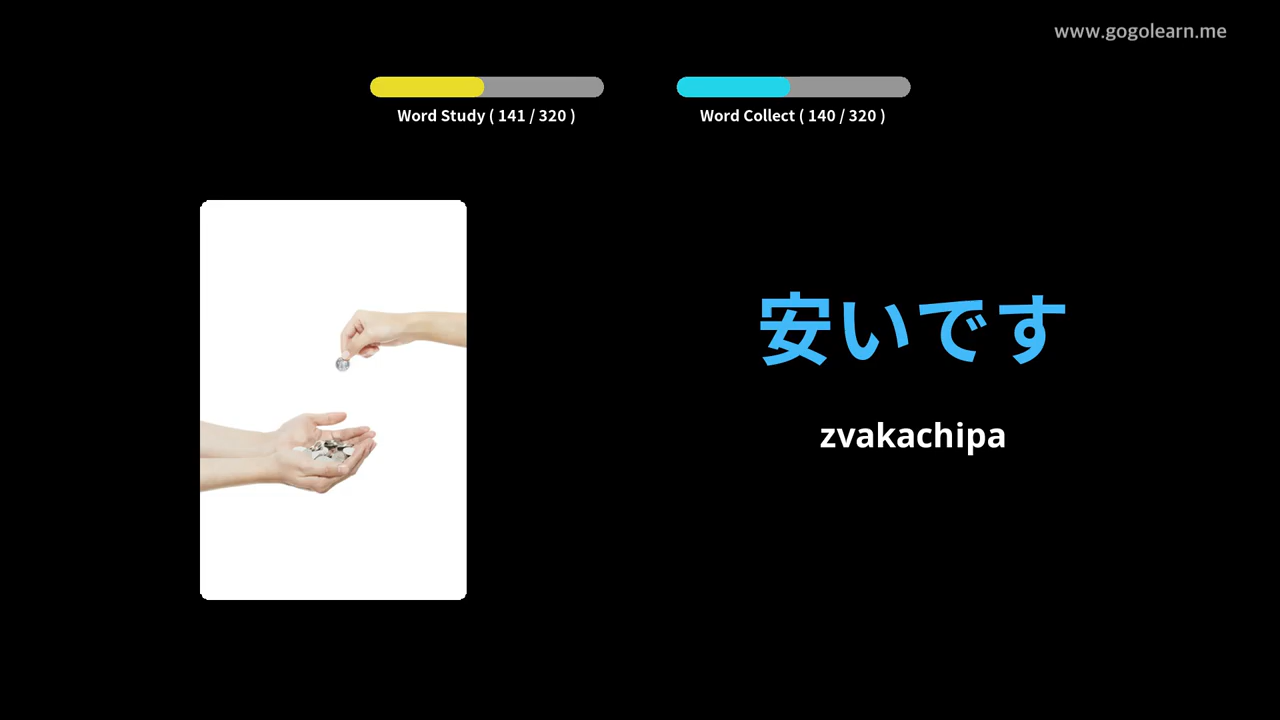 www.gogolearn.me
Word Study ( 141 / 320 )
Word Collect ( 140 / 320 )
安いです
zvakachipa